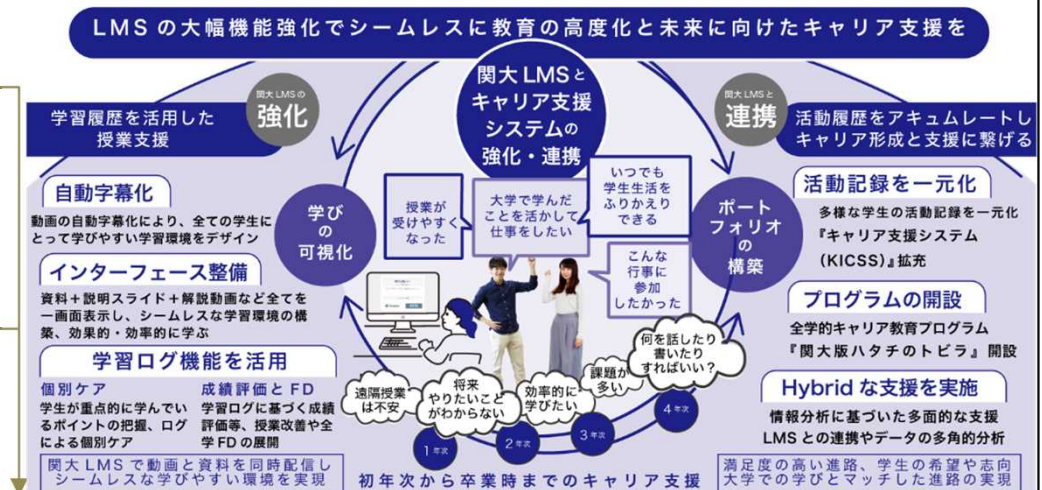 LMSの大幅機能強化でシームレスに教育の高度化と未来に向けたキャリア支援を
関大LMSと
キャリア支援
システムの
強化・連携
関大LMSの
強化
学習履歴を活用した
授業支援
自動字幕化
動画の自動字幕化により、全ての学生に
とって学びやすい学習環境をデザイン
インターフェース整備
資料+説明スライド+解説動画など全てを
一画面表示し、シームレスな学習環境の構
築、効果的・効率的に学ぶ
学習ログ機能を活用
個別ケア
学生が重点的に学んでい
るポイントの把握、ログ
による個別ケア
成績評価とFD
学習ログに基づく成績
評価等、授業改善や全
学FDの展開
関大LMSで動画と資料を同時配信し
シームレスな学びやすい環境を実現
学び
の
可視化
授業が
受けやすく
なった
大学で学んだ
ことを活かして
仕事をしたい
いつでも
学生生活を
ふりかえり
できる
こんな
行事に
参加
したかった
遠隔授業
は不安
将来
やりたいこと
がわからない
効率的に
学びたい
課題が
多い
何を話したり
書いたり
すればいい?
1年次
2年次
3年次
4年次
初年次から卒業時までのキャリア支援
ポート
フォリオ
の
構築
関大LMSと
連携
活動履歴をアキュムレートし
キャリア形成と支援に繋げる
活動記録を一元化
多様な学生の活動記録を一元化
『キャリア支援システム
(KICSS)』拡充
プログラムの開設
全学的キャリア教育プログラム
『関大版ハタチのトビラ』開設
Hybridな支援を実施
情報分析に基づいた多面的な支援
LMSとの連携やデータの多角的分析
満足度の高い進路、学生の希望や志向
大学での学びとマッチした進路の実現